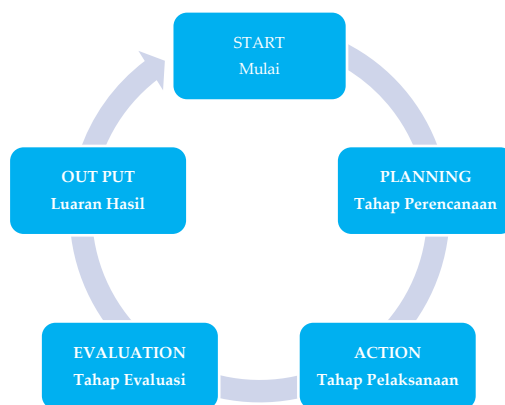 START
Mulai
PLANNING
Tahap Perencanaan
ACTION
Tahap Pelaksanaan
EVALUATION
Tahap Evaluasi
OUT PUT
Luaran Hasil